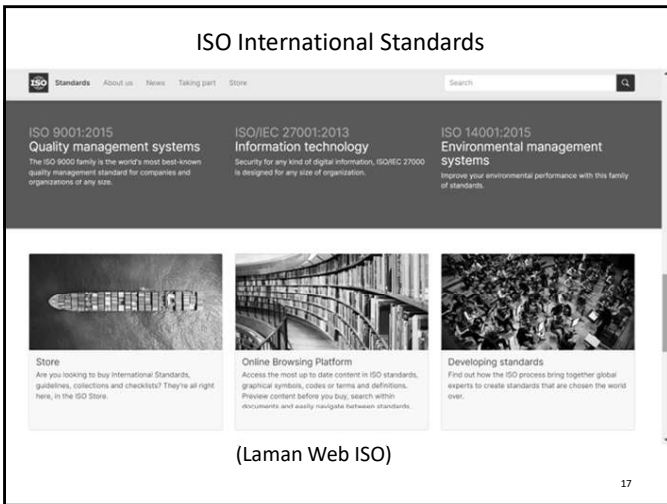 ISO International Standards
ISO Standards About us News Taking part Store Search
ISO 9001:2015
Quality management systems
The ISO 9000 family is the world's most best-known
quality management standard for companies and
organizations of any size.
ISO/IEC 27001:2013
Information technology
Security for any kind of digital information, ISO/IEC 27000
is designed for any size of organization.
ISO 14001:2015
Environmental management
systems
Improve your environmental performance with this family
of standards.
Store
Are you looking to buy International Standards,
guidelines, collections and checklists? They're all right
here, in the ISO Store.
Online Browsing Platform
Access the most up to date content in ISO standards,
graphical symbols, codes or terms and definitions.
Preview content before you buy, search within
documents and easily navigate between standards.
Developing standards
Find out how the ISO process bring together global
experts to create standards that are chosen the world
over.
(Laman Web ISO)
17